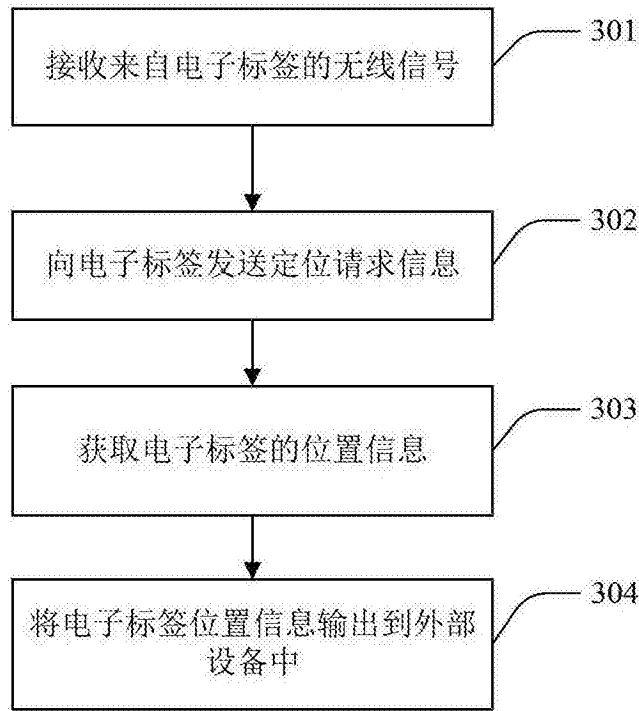 接收来自电子标签的无线信号
301
向电子标签发送定位请求信息
302
获取电子标签的位置信息
303
将电子标签位置信息输出到外部
设备中
304